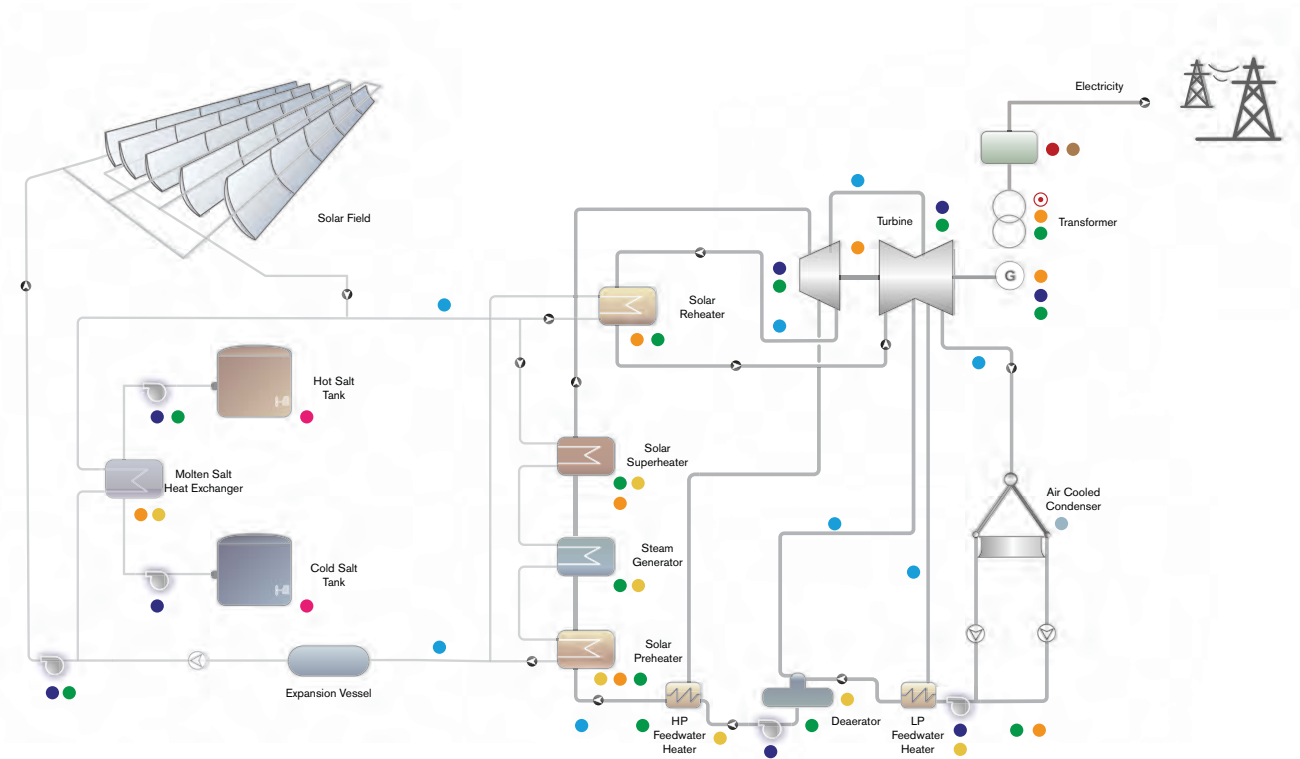 Electricity
Solar Field
Turbine
Transformer
G
Solar
Reheater
Hot Salt
Tank
Molten Salt
Heat Exchanger
Solar
Superheater
Air Cooled
Condenser
Cold Salt
Tank
Steam
Generator
Solar
Preheater
Expansion Vessel
HP
Feedwater
Heater
Deaerator
LP
Feedwater
Heater